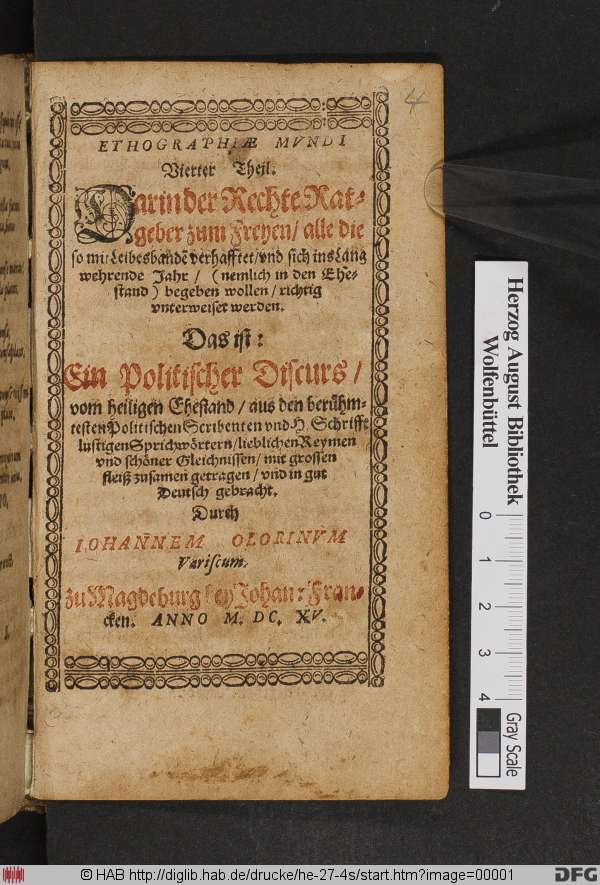 4
ETHOGRAPHIÆ MVNDI
Vierter Theil.
Darin der Rechte Rat-
geber zum Freyen / alle die
so mit Leibesbandē verhafftet / vnd sich ins Lang
wehrende Jahr / (nemlich in den Ehe-
stand) begeben wollen / richtig
vnterweiset werden.
Das ist:
Ein Politischer Discurs /
vom heiligen Ehestand / aus den berühm-
testen Politischen Scribenten vnd H. Schrifft
lustigen Sprichwörtern / lieblichen Reymen
vnd schöner Gleichnissen / mit grossen
fleiß zusamen getragen / vnd in gut
Deutsch gebracht.
Durch
IOHANNEM OLORINVM
Variscum.
zu Magdeburg bey Johan: Fran-
cken. ANNO M. DC. XV.
Herzog August Bibliothek
Wolfenbüttel
0
1
2
3
4
Gray Scale
© HAB http://diglib.hab.de/drucke/he-27-4s/start.htm?image=00001
DFG